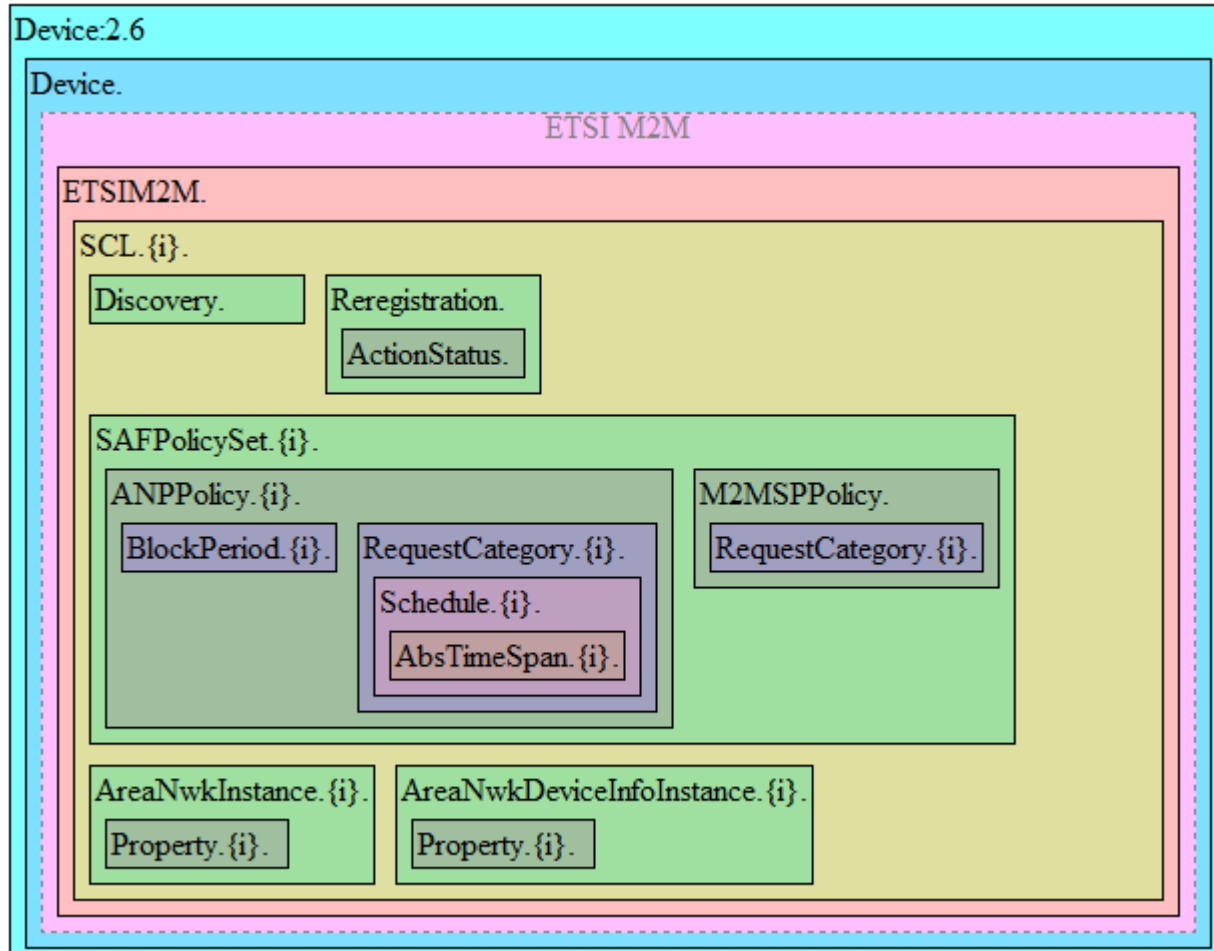 Device:2.6
Device.
ETSI M2M
ETSIM2M.
SCL.{i}.
Discovery. Reregistration.
ActionStatus.
SAFPolicySet.{i}.
ANPPolicy.{i}. M2MSPPolicy.
BlockPeriod.{i}. RequestCategory.{i}. RequestCategory.{i}.
Schedule.{i}.
AbsTimeSpan.{i}.
AreaNwkInstance.{i}. AreaNwkDeviceInfoInstance.{i}.
Property.{i}. Property.{i}.